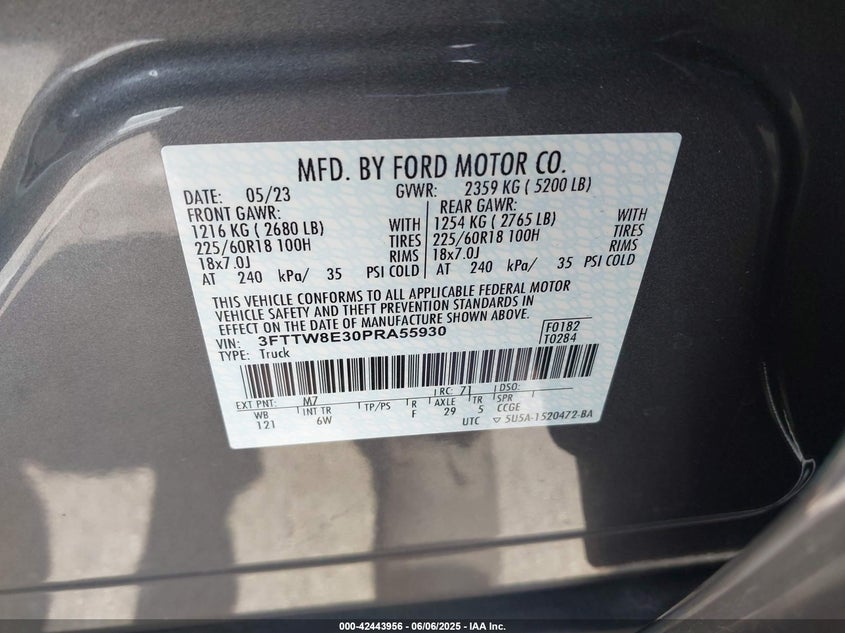 MFD. BY FORD MOTOR CO.
DATE: 05/23 GVWR: 2359 KG ( 5200 LB)
FRONT GAWR: REAR GAWR:
1216 KG ( 2680 LB) WITH 1254 KG ( 2765 LB) WITH
225/60R18 100H TIRES 225/60R18 100H TIRES
18x7.0J RIMS 18x7.0J RIMS
AT 240 kPa/ 35 PSI COLD AT 240 kPa/ 35 PSI COLD
THIS VEHICLE CONFORMS TO ALL APPLICABLE FEDERAL MOTOR
VEHICLE SAFETY AND THEFT PREVENTION STANDARDS IN
EFFECT ON THE DATE OF MANUFACTURE SHOWN ABOVE.
VIN: 3FTTW8E30PRA55930 F0182
TYPE: Truck T0284
EXT PNT: M7 RC: 71 DSO:
WB INT TR TP/PS R AXLE TR SPR
121 6W F 29 5 CCGE
UTC ▽ 5U5A-1520472-BA
000-42443956 - 06/06/2025 - IAA Inc.